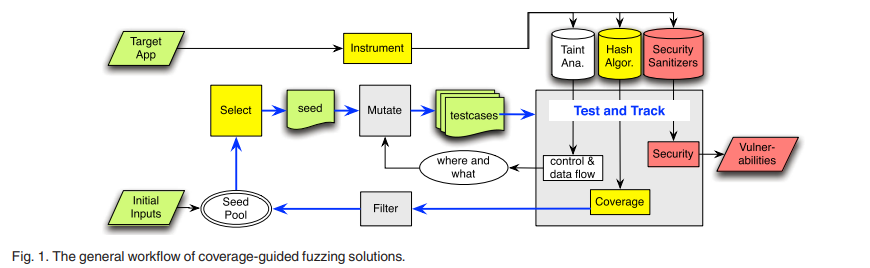 Target
App
Instrument
Taint
Ana.
Hash
Algor.
Security
Sanitizers
Select
seed
Mutate
testcases
Test and Track
where and
what
control &
data flow
Security
Vulner-
abilities
Initial
Inputs
Seed
Pool
Filter
Coverage
Fig. 1. The general workflow of coverage-guided fuzzing solutions.